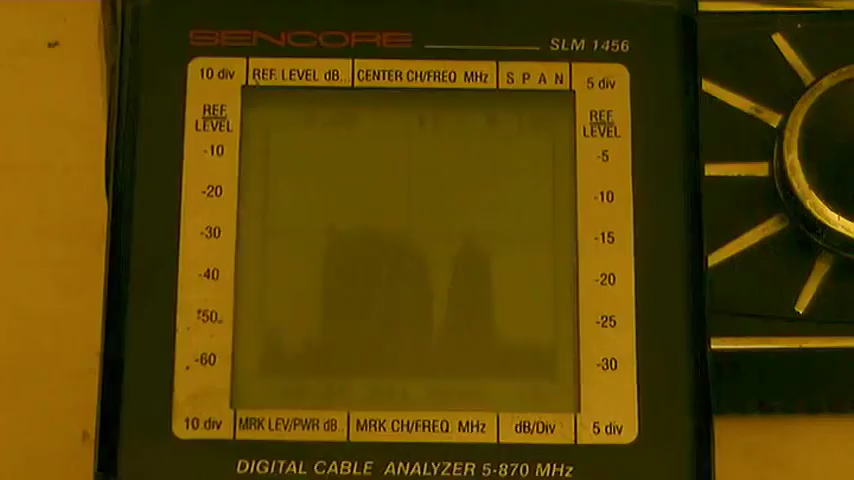 SENCORE SLM 1456
10 div REF. LEVEL dB... CENTER CH/FREQ MHz SPAN 5 div
REF LEVEL REF LEVEL
-10 -5
-20 -10
-30 -15
-40 -20
-50 -25
-60 -30
10 div MRK LEV/PWR dB.. MRK CH/FREQ MHz dB/Div 5 div
DIGITAL CABLE ANALYZER 5-870 MHz